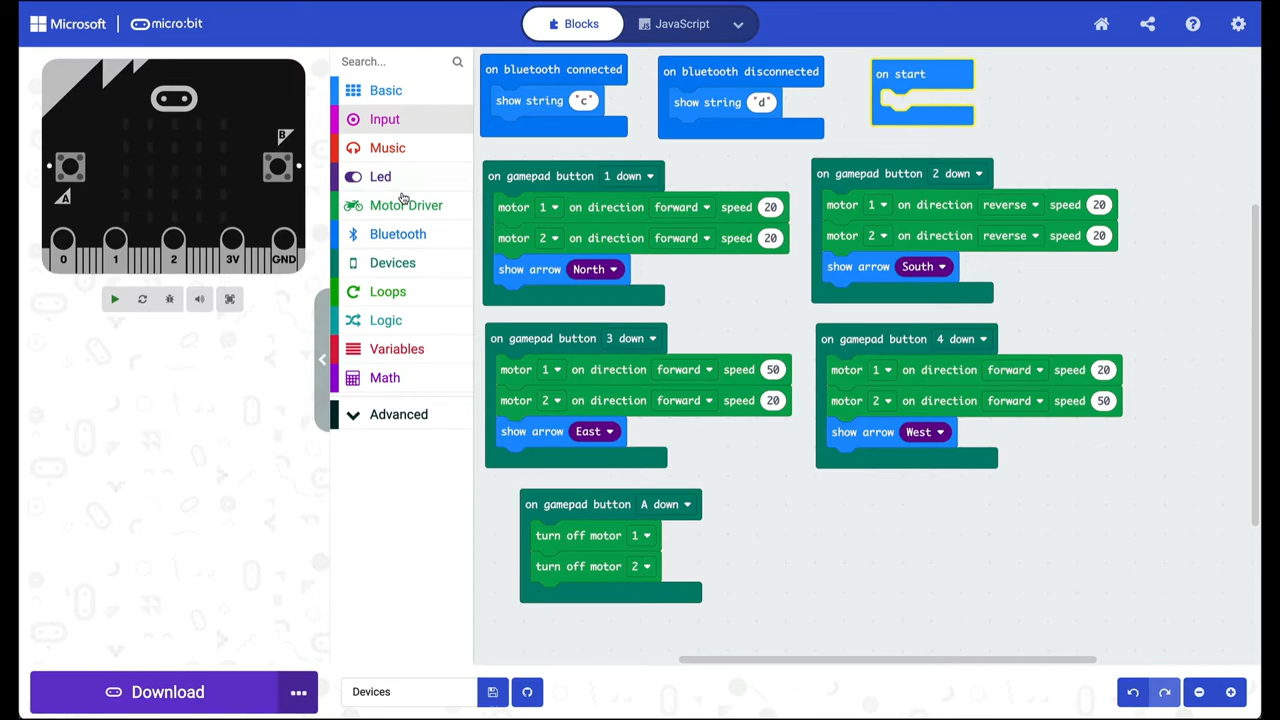 Microsoft micro:bit
Blocks
JavaScript
B
A
0 1 2 3V GND
Search...
Basic
Input
Music
Led
MotorDriver
Bluetooth
Devices
Loops
Logic
Variables
Math
Advanced
on bluetooth connected
show string "c"
on bluetooth disconnected
show string "d"
on start
on gamepad button 1 down
motor 1 on direction forward speed 20
motor 2 on direction forward speed 20
show arrow North
on gamepad button 2 down
motor 1 on direction reverse speed 20
motor 2 on direction reverse speed 20
show arrow South
on gamepad button 3 down
motor 1 on direction forward speed 50
motor 2 on direction forward speed 20
show arrow East
on gamepad button 4 down
motor 1 on direction forward speed 20
motor 2 on direction forward speed 50
show arrow West
on gamepad button A down
turn off motor 1
turn off motor 2
Download
Devices